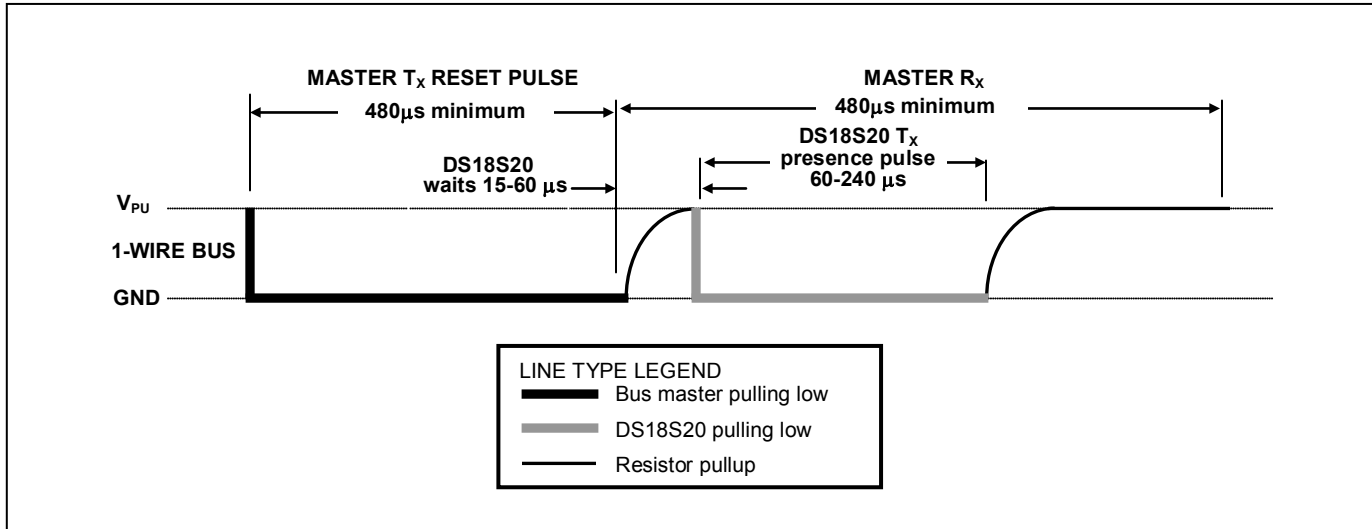 MASTER TX RESET PULSE
480μs minimum
MASTER RX
480μs minimum
DS18S20 TX
presence pulse
60-240 μs
DS18S20
waits 15-60 μs
VPU
1-WIRE BUS
GND
LINE TYPE LEGEND
Bus master pulling low
DS18S20 pulling low
Resistor pullup